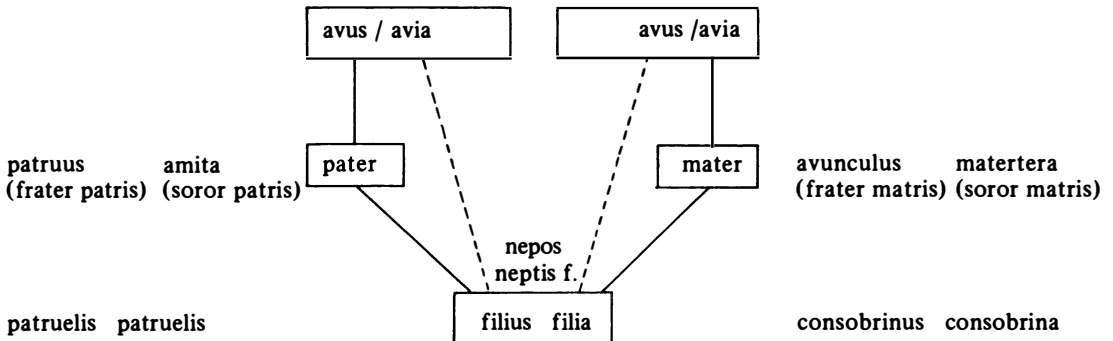 avus / avia avus /avia
patruus amita pater mater avunculus matertera
(frater patris) (soror patris) (frater matris) (soror matris)
nepos
neptis f.
patruelis patruelis filius filia consobrinus consobrina